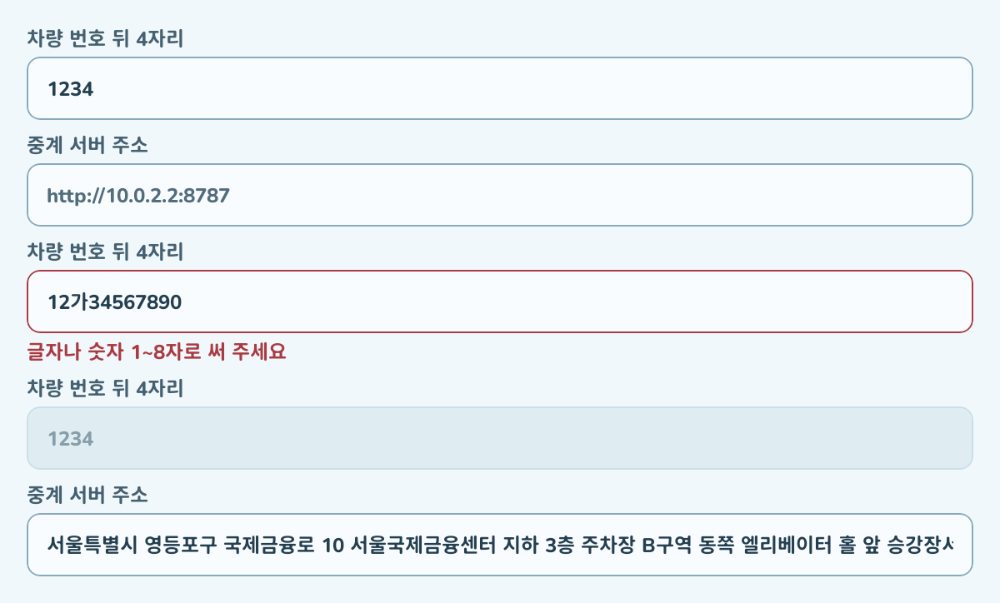 차량 번호 뒤 4자리
1234
중계 서버 주소
http://10.0.2.2:8787
차량 번호 뒤 4자리
12가34567890
글자나 숫자 1~8자로 써 주세요
차량 번호 뒤 4자리
1234
중계 서버 주소
서울특별시 영등포구 국제금융로 10 서울국제금융센터 지하 3층 주차장 B구역 동쪽 엘리베이터 홀 앞